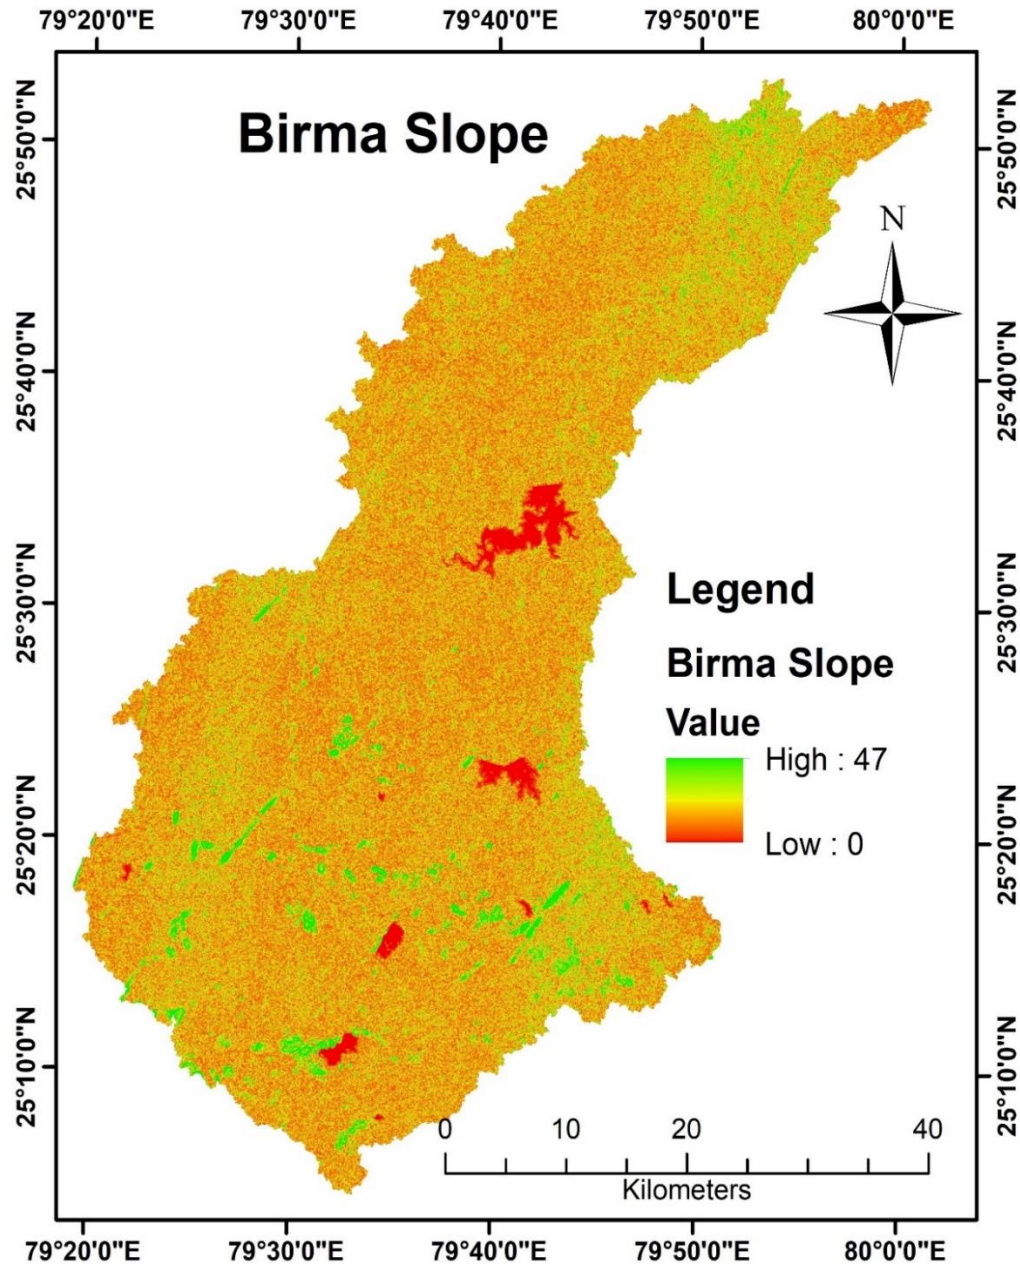 79°20'0"E 79°30'0"E 79°40'0"E 79°50'0"E 80°0'0"E
Birma Slope
25°50'0"N
25°50'0"N
N
25°40'0"N
25°40'0"N
25°30'0"N
25°30'0"N
Legend
Birma Slope
Value
High : 47
Low : 0
25°20'0"N
25°20'0"N
25°10'0"N
25°10'0"N
0 10 20 40
Kilometers
79°20'0"E 79°30'0"E 79°40'0"E 79°50'0"E 80°0'0"E